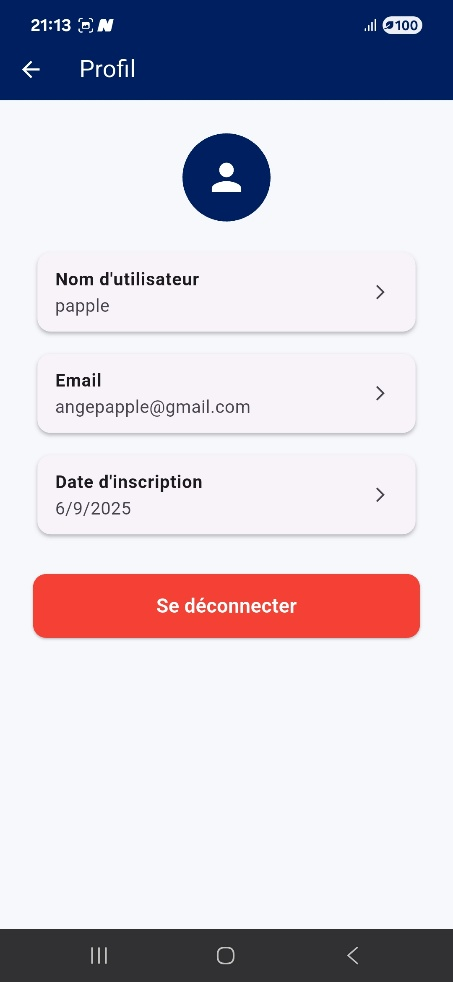 21:13 N 100
Profil
Nom d'utilisateur
papple
Email
angepapple@gmail.com
Date d'inscription
6/9/2025
Se déconnecter